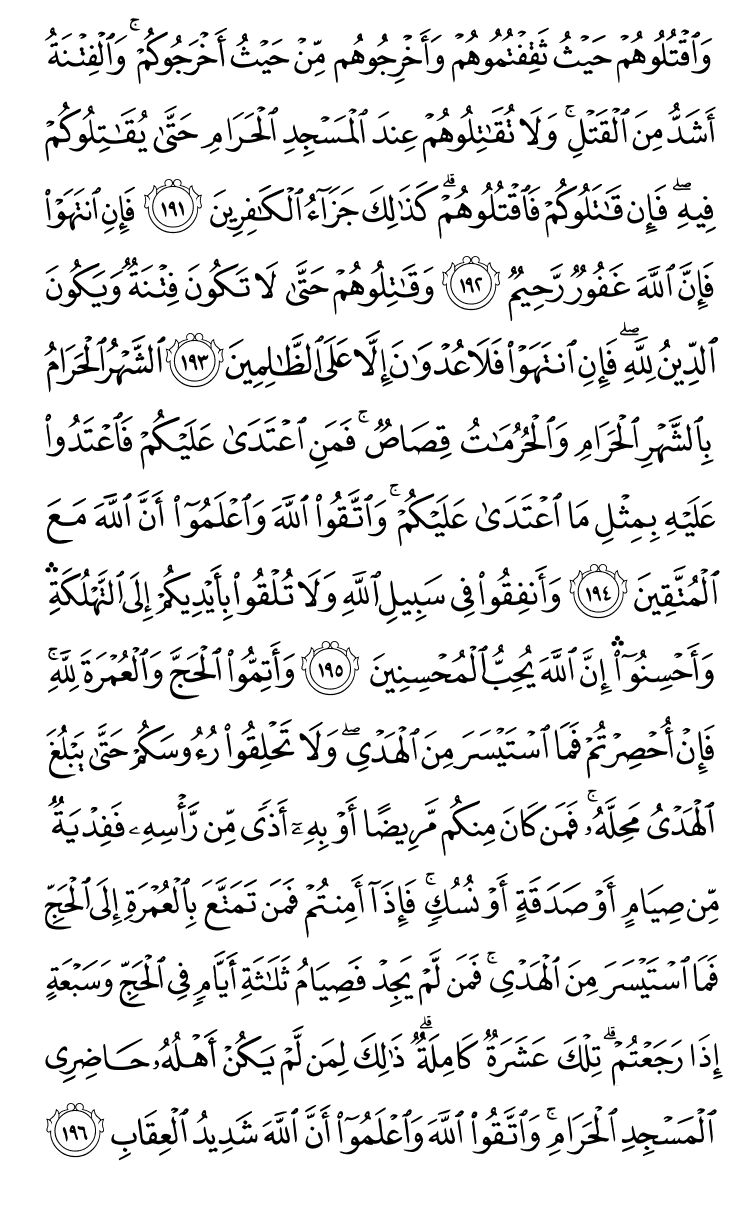 وَٱقۡتُلُوهُمۡ حَيۡثُ ثَقِفۡتُمُوهُمۡ وَأَخۡرِجُوهُم مِّنۡ حَيۡثُ أَخۡرَجُوكُمۡۚ وَٱلۡفِتۡنَةُ
أَشَدُّ مِنَ ٱلۡقَتۡلِۚ وَلَا تُقَٰتِلُوهُمۡ عِندَ ٱلۡمَسۡجِدِ ٱلۡحَرَامِ حَتَّىٰ يُقَٰتِلُوكُمۡ
فِيهِۖ فَإِن قَٰتَلُوكُمۡ فَٱقۡتُلُوهُمۡۗ كَذَٰلِكَ جَزَآءُ ٱلۡكَٰفِرِينَ ١٩١ فَإِنِ ٱنتَهَوۡاْ
فَإِنَّ ٱللَّهَ غَفُورٞ رَّحِيمٞ ١٩٢ وَقَٰتِلُوهُمۡ حَتَّىٰ لَا تَكُونَ فِتۡنَةٞ وَيَكُونَ
ٱلدِّينُ لِلَّهِۖ فَإِنِ ٱنتَهَوۡاْ فَلَا عُدۡوَٰنَ إِلَّا عَلَى ٱلظَّٰلِمِينَ ١٩٣ ٱلشَّهۡرُ ٱلۡحَرَامُ
بِٱلشَّهۡرِ ٱلۡحَرَامِ وَٱلۡحُرُمَٰتُ قِصَاصٞۚ فَمَنِ ٱعۡتَدَىٰ عَلَيۡكُمۡ فَٱعۡتَدُواْ
عَلَيۡهِ بِمِثۡلِ مَا ٱعۡتَدَىٰ عَلَيۡكُمۡۚ وَٱتَّقُواْ ٱللَّهَ وَٱعۡلَمُوٓاْ أَنَّ ٱللَّهَ مَعَ
ٱلۡمُتَّقِينَ ١٩٤ وَأَنفِقُواْ فِي سَبِيلِ ٱللَّهِ وَلَا تُلۡقُواْ بِأَيۡدِيكُمۡ إِلَى ٱلتَّهۡلُكَةِۛ
وَأَحۡسِنُوٓاْۛ إِنَّ ٱللَّهَ يُحِبُّ ٱلۡمُحۡسِنِينَ ١٩٥ وَأَتِمُّواْ ٱلۡحَجَّ وَٱلۡعُمۡرَةَ لِلَّهِۚ
فَإِنۡ أُحۡصِرۡتُمۡ فَمَا ٱسۡتَيۡسَرَ مِنَ ٱلۡهَدۡيِۖ وَلَا تَحۡلِقُواْ رُءُوسَكُمۡ حَتَّىٰ يَبۡلُغَ
ٱلۡهَدۡيُ مَحِلَّهُۥۚ فَمَن كَانَ مِنكُم مَّرِيضًا أَوۡ بِهِۦٓ أَذٗى مِّن رَّأۡسِهِۦ فَفِدۡيَةٞ
مِّن صِيَامٍ أَوۡ صَدَقَةٍ أَوۡ نُسُكٖۚ فَإِذَآ أَمِنتُمۡ فَمَن تَمَتَّعَ بِٱلۡعُمۡرَةِ إِلَى ٱلۡحَجِّ
فَمَا ٱسۡتَيۡسَرَ مِنَ ٱلۡهَدۡيِۚ فَمَن لَّمۡ يَجِدۡ فَصِيَامُ ثَلَٰثَةِ أَيَّامٖ فِي ٱلۡحَجِّ وَسَبۡعَةٍ
إِذَا رَجَعۡتُمۡۗ تِلۡكَ عَشَرَةٞ كَامِلَةٞۗ ذَٰلِكَ لِمَن لَّمۡ يَكُنۡ أَهۡلُهُۥ حَاضِرِي
ٱلۡمَسۡجِدِ ٱلۡحَرَامِۚ وَٱتَّقُواْ ٱللَّهَ وَٱعۡلَمُوٓاْ أَنَّ ٱللَّهَ شَدِيدُ ٱلۡعِقَابِ ١٩٦